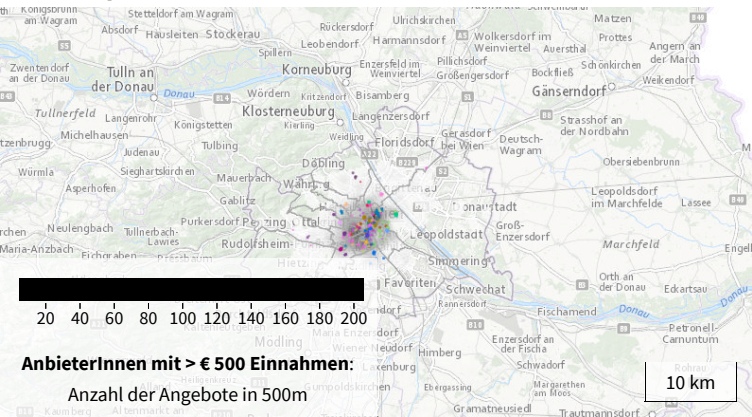 Königsbrunn
am Wagram
Stetteldorf am Wagram
Absdorf
Hausleiten
Stockerau
Rückersdorf
Leobendorf
Harmannsdorf
Ulrichskirchen
Wolkersdorf im
Weinviertel
Matzen
Auersthal
Prottes
Angern an
der March
Spillern
Zwentendorf
an der Donau
Tulln an
der Donau
Korneuburg
Enzersfeld im
Weinviertel
Pillichsdorf
Großengersdorf
Bockfließ
Schönkirchen
Weikendorf
Gänserndorf
Donau
Wördern
Kritzendorf
Bisamberg
Klosterneuburg
Langenzersdorf
Tullnerfeld
Langenrohr
Königstetten
Kierling
Weidling
Strasshof an
der Nordbahn
Michelhausen
Tulbing
Floridsdorf
Gerasdorf
bei Wien
Deutsch-
Wagram
Judenau
Sieghartskirchen
Döbling
Obersiebenbrunn
Würmla
Asperhofen
Mauerbach
Währing
Gablitz
Leopoldsdorf
im Marchfelde
Lassee
Neulengbach
Tullnerbach-
Lawies
Purkersdorf
Leopoldstadt
Groß-
Enzersdorf
Marchfeld
Maria-Anzbach
Eichgraben
Rudolfsheim-
Simmering
Favoriten
Schwechat
Orth an
der Donau
Eckartsau
Rannersdorf
Fischamend
Donau
Petronell-
Carnuntum
Himberg
Enzersdorf an
der Fischa
Schwadorf
Ebergassing
Margarethen
am Moos
Gramatneusiedl
Trautmannsdorf
20 40 60 80 100 120 140 160 180 200
AnbieterInnen mit > € 500 Einnahmen:
Anzahl der Angebote in 500m
10 km